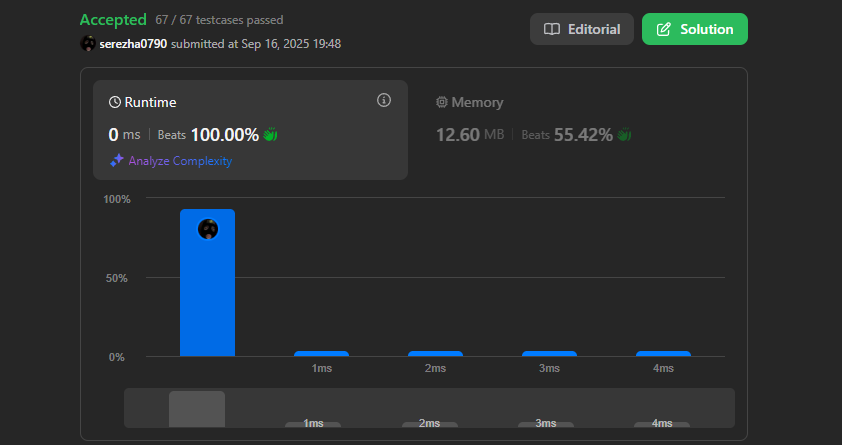 Accepted 67 / 67 testcases passed
serezha0790 submitted at Sep 16, 2025 19:48
Editorial
Solution
Runtime
0 ms | Beats 100.00%
Analyze Complexity
Memory
12.60 MB | Beats 55.42%
100%
50%
0%
1ms 2ms 3ms 4ms
1ms 2ms 3ms 4ms